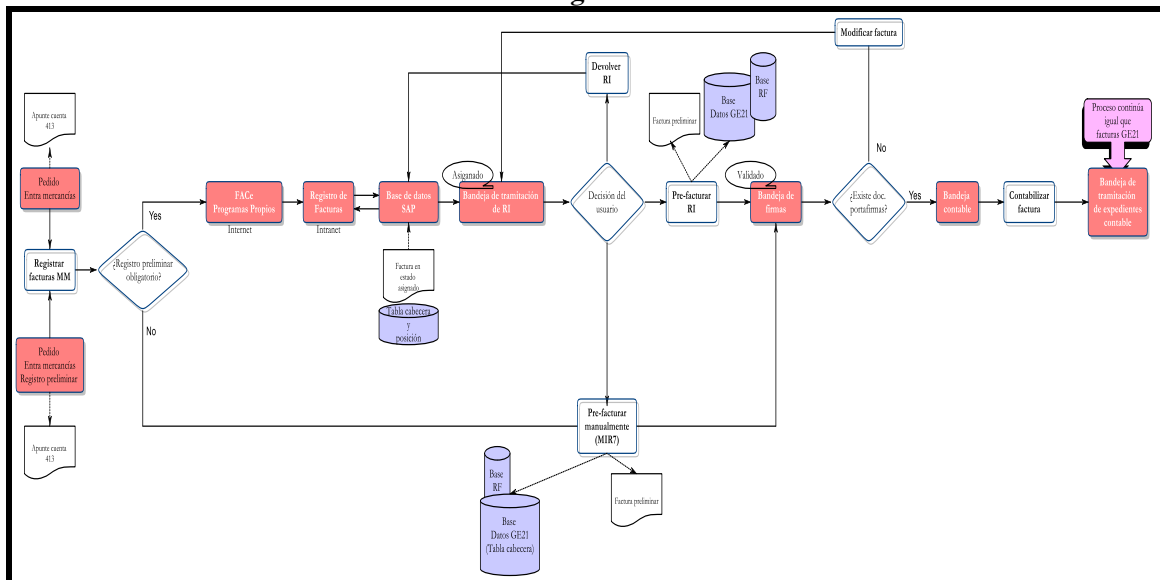 Modificar factura
Devolver
RI
Base
RF
Base
Datos GE21
Factura preliminar
Apunte cuenta
413
Proceso continúa
igual que
facturas GE21
No
Asiganado
Validado
Pedido
Entra mercancías
Yes
FACe
Programas Propios
Internet
Registro de
Facturas
Intranet
Base de datos
SAP
Bandeja de tramitación
de RI
Decisión del
usuario
Pre-facturar
RI
Bandeja de
firmas
¿Existe doc.
portafirmas?
Yes
Bandeja
contable
Contabilizar
factura
Bandeja de
tramitación
de expedientes
contable
Registrar
facturas MM
¿Registro preliminar
obligatorio?
Factura en
estado
asignado
Tabla cabecera
y
posición
No
Pedido
Entra mercancías
Registro preliminar
Pre-facturar
manualmente
(MIR7)
Apunte cuenta
413
Base
RF
Factura preliminar
Base
Datos GE21
(Tabla cabecera)